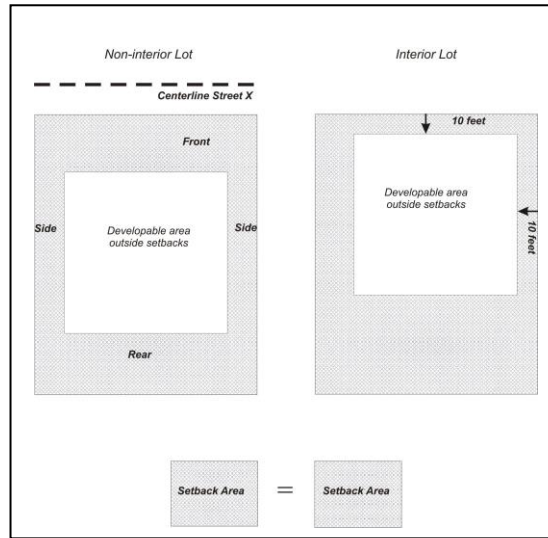 Non-interior Lot
Centerline Street X
Front
Side
Developable area
outside setbacks
Side
Rear
Interior Lot
10 feet
Developable area
outside setbacks
10 feet
Setback Area
=
Setback Area